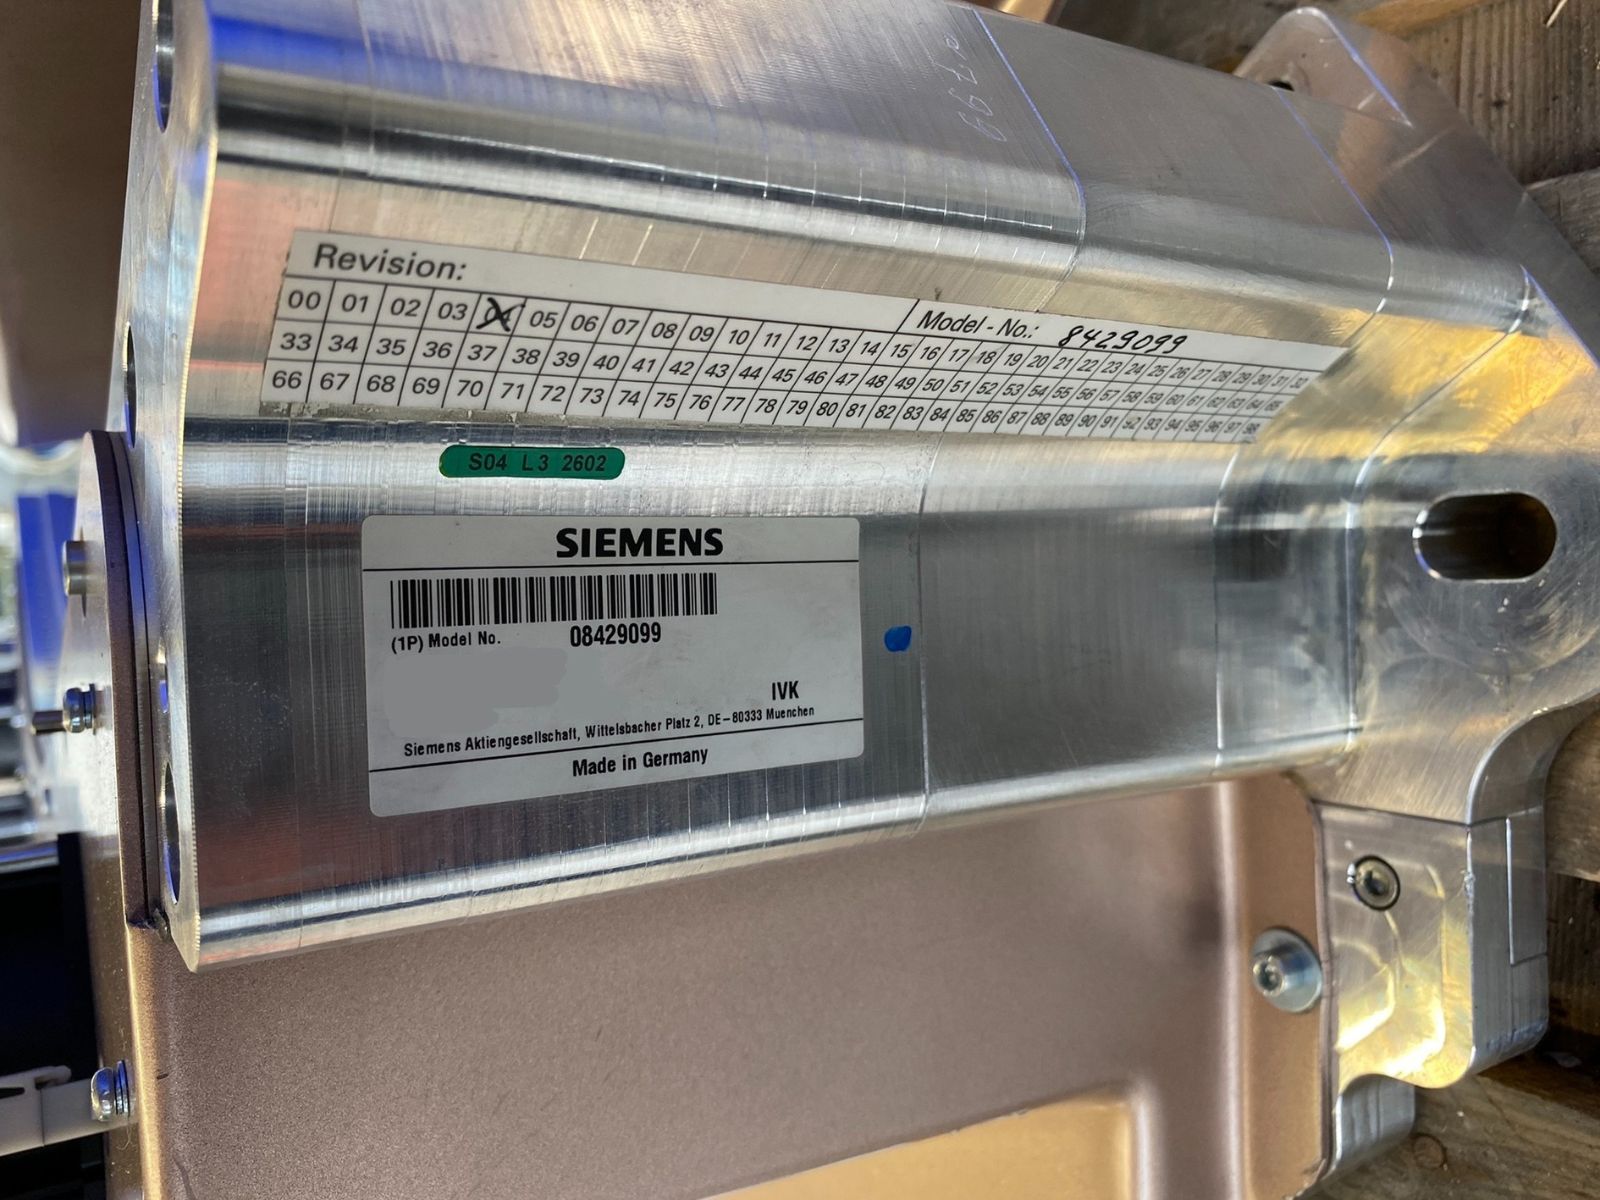 Revision:
Model - No.: 8429099
00 01 02 03 04 05 06 07 08 09 10 11 12 13 14 15 16 17 18 19 20 21 22 23 24 25 26 27 28 29 30 31 32
33 34 35 36 37 38 39 40 41 42 43 44 45 46 47 48 49 50 51 52 53 54 55 56 57 58 59 60 61 62 63 64 65
66 67 68 69 70 71 72 73 74 75 76 77 78 79 80 81 82 83 84 85 86 87 88 89 90 91 92 93 94 95 96 97 98
S04 L3 2602
SIEMENS
(1P) Model No. 08429099
IVK
Siemens Aktiengesellschaft, Wittelsbacher Platz 2, DE-80333 Muenchen
Made in Germany